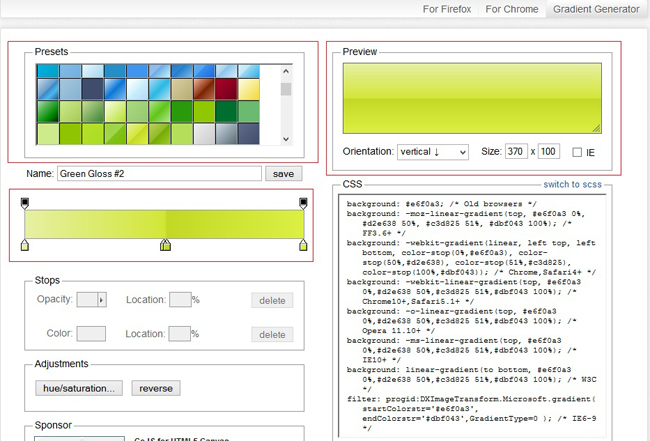 For Firefox
For Chrome
Gradient Generator
Presets
Name: Green Gloss #2 save
Stops
Opacity: Location: % delete
Color: Location: % delete
Adjustments
hue/saturation... reverse
Sponsor
Preview
Orientation: vertical ↓ Size: 370 x 100 IE
CSS switch to scss
background: #e6f0a3; /* Old browsers */
background: -moz-linear-gradient(top, #e6f0a3 0%,
#d2e638 50%, #c3d825 51%, #dbf043 100%); /*
FF3.6+ */
background: -webkit-gradient(linear, left top, left
bottom, color-stop(0%,#e6f0a3), color-
stop(50%,#d2e638), color-stop(51%,#c3d825),
color-stop(100%,#dbf043)); /* Chrome,Safari4+ */
background: -webkit-linear-gradient(top, #e6f0a3
0%,#d2e638 50%,#c3d825 51%,#dbf043 100%); /*
Chrome10+,Safari5.1+ */
background: -o-linear-gradient(top, #e6f0a3
0%,#d2e638 50%,#c3d825 51%,#dbf043 100%); /*
Opera 11.10+ */
background: -ms-linear-gradient(top, #e6f0a3
0%,#d2e638 50%,#c3d825 51%,#dbf043 100%); /*
IE10+ */
background: linear-gradient(to bottom, #e6f0a3
0%,#d2e638 50%,#c3d825 51%,#dbf043 100%); /* W3C
*/
filter: progid:DXImageTransform.Microsoft.gradient(
startColorstr='#e6f0a3',
endColorstr='#dbf043',GradientType=0 ); /* IE6-9
*/